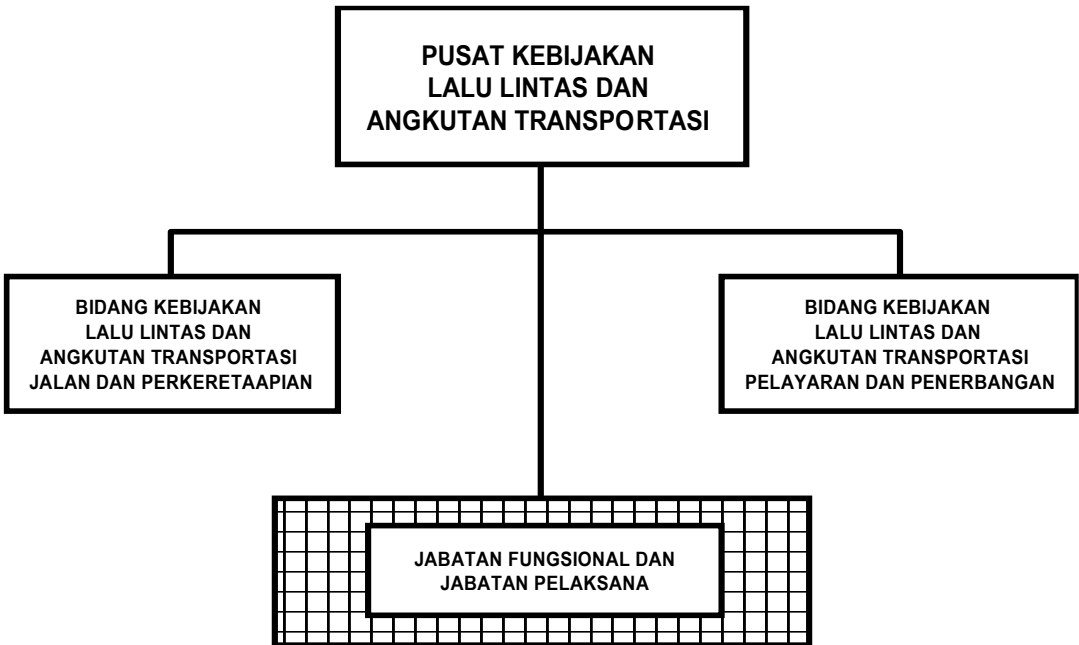 PUSAT KEBIJAKAN
LALU LINTAS DAN
ANGKUTAN TRANSPORTASI
BIDANG KEBIJAKAN
LALU LINTAS DAN
ANGKUTAN TRANSPORTASI
JALAN DAN PERKERETAAPIAN
BIDANG KEBIJAKAN
LALU LINTAS DAN
ANGKUTAN TRANSPORTASI
PELAYARAN DAN PENERBANGAN
JABATAN FUNGSIONAL DAN
JABATAN PELAKSANA